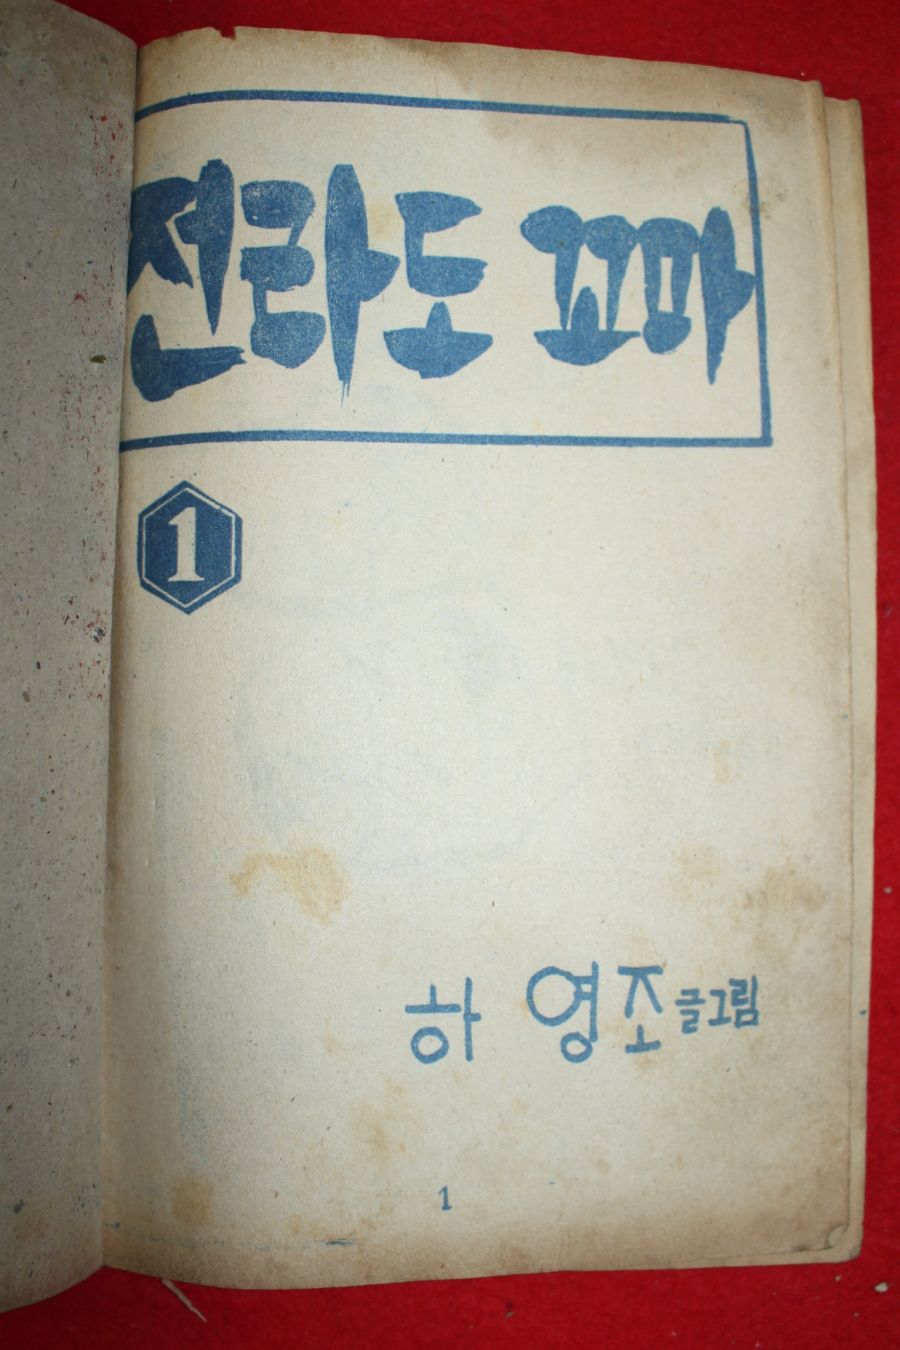 전라도 꼬마
1
하 영조 글그림
1